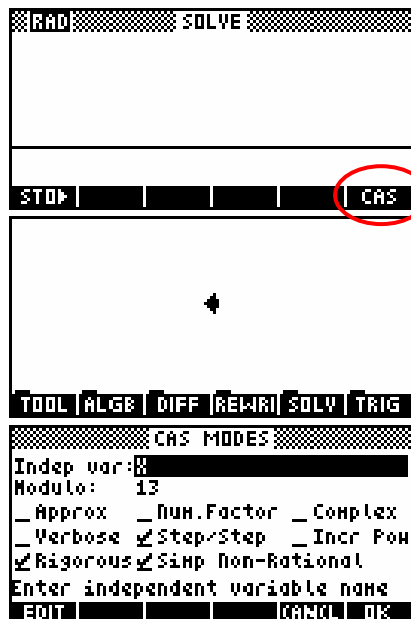 RAD SOLVE
STO▶ CAS
TOOL ALGB DIFF REWRI SOLV TRIG
CAS MODES
Indep var:X
Modulo: 13
_Approx _Num.Factor _Complex
_Verbose ✓Step/Step _Incr Pow
✓Rigorous ✓Simp Non-Rational
Enter independent variable name
EDIT CANCL OK